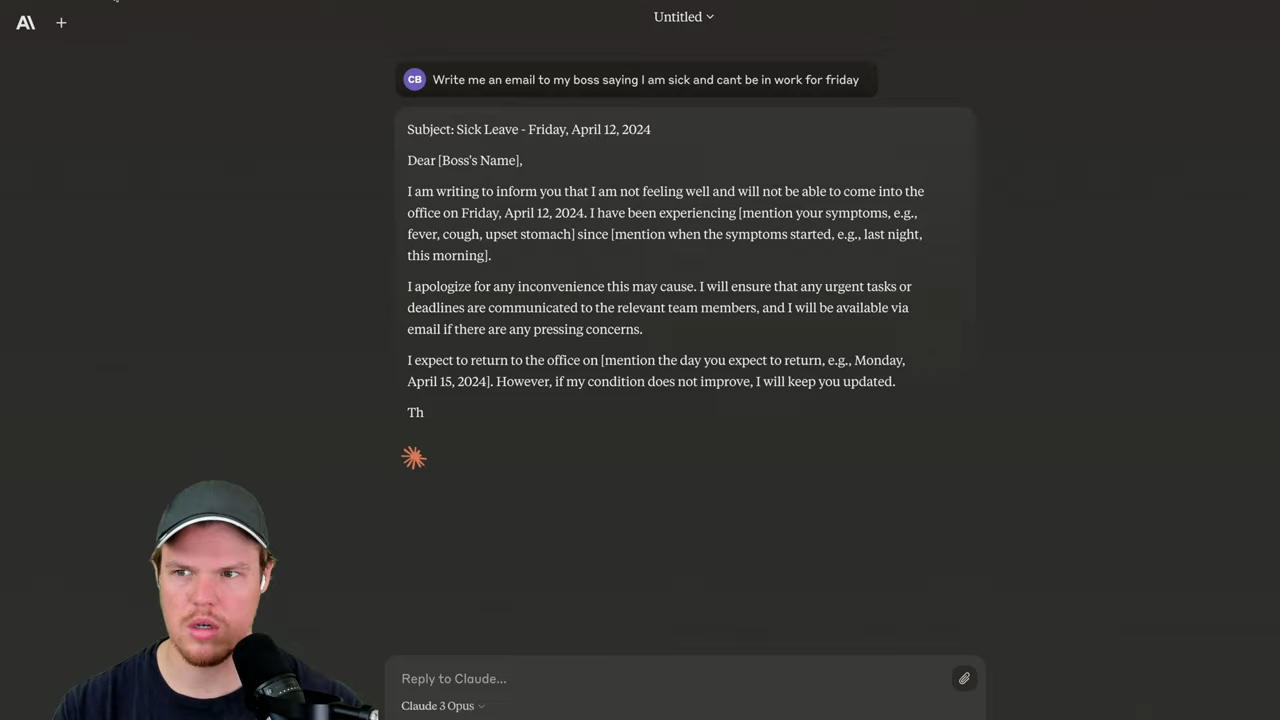 Untitled
CB Write me an email to my boss saying I am sick and cant be in work for friday
Subject: Sick Leave - Friday, April 12, 2024
Dear [Boss's Name],
I am writing to inform you that I am not feeling well and will not be able to come into the
office on Friday, April 12, 2024. I have been experiencing [mention your symptoms, e.g.,
fever, cough, upset stomach] since [mention when the symptoms started, e.g., last night,
this morning].
I apologize for any inconvenience this may cause. I will ensure that any urgent tasks or
deadlines are communicated to the relevant team members, and I will be available via
email if there are any pressing concerns.
I expect to return to the office on [mention the day you expect to return, e.g., Monday,
April 15, 2024]. However, if my condition does not improve, I will keep you updated.
Th
Reply to Claude...
Claude 3 Opus